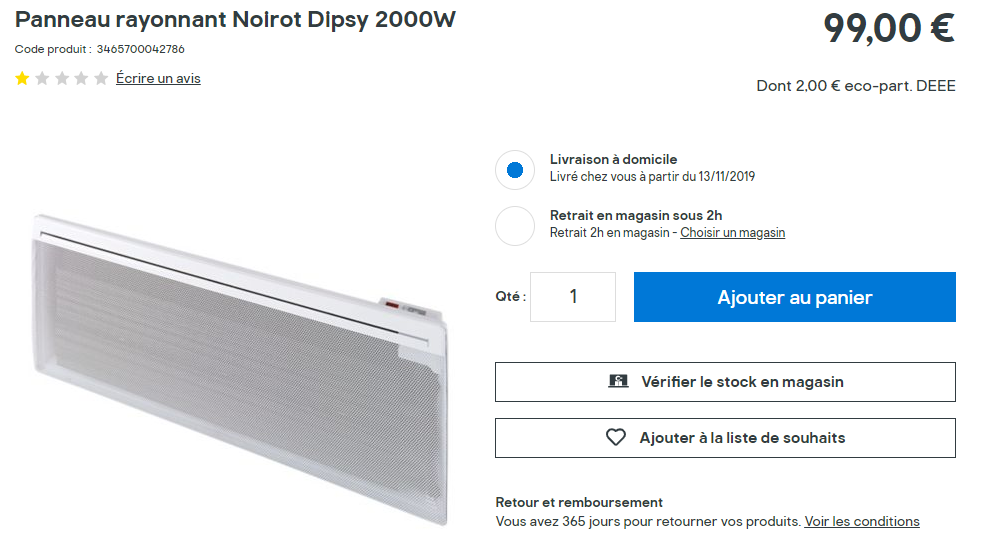 Panneau rayonnant Noirot Dipsy 2000W
Code produit : 3465700042786
Écrire un avis
99,00 €
Dont 2,00 € eco-part. DEEE
Livraison à domicile
Livré chez vous à partir du 13/11/2019
Retrait en magasin sous 2h
Retrait 2h en magasin - Choisir un magasin
Qté : 1
Ajouter au panier
Vérifier le stock en magasin
Ajouter à la liste de souhaits
Retour et remboursement
Vous avez 365 jours pour retourner vos produits. Voir les conditions